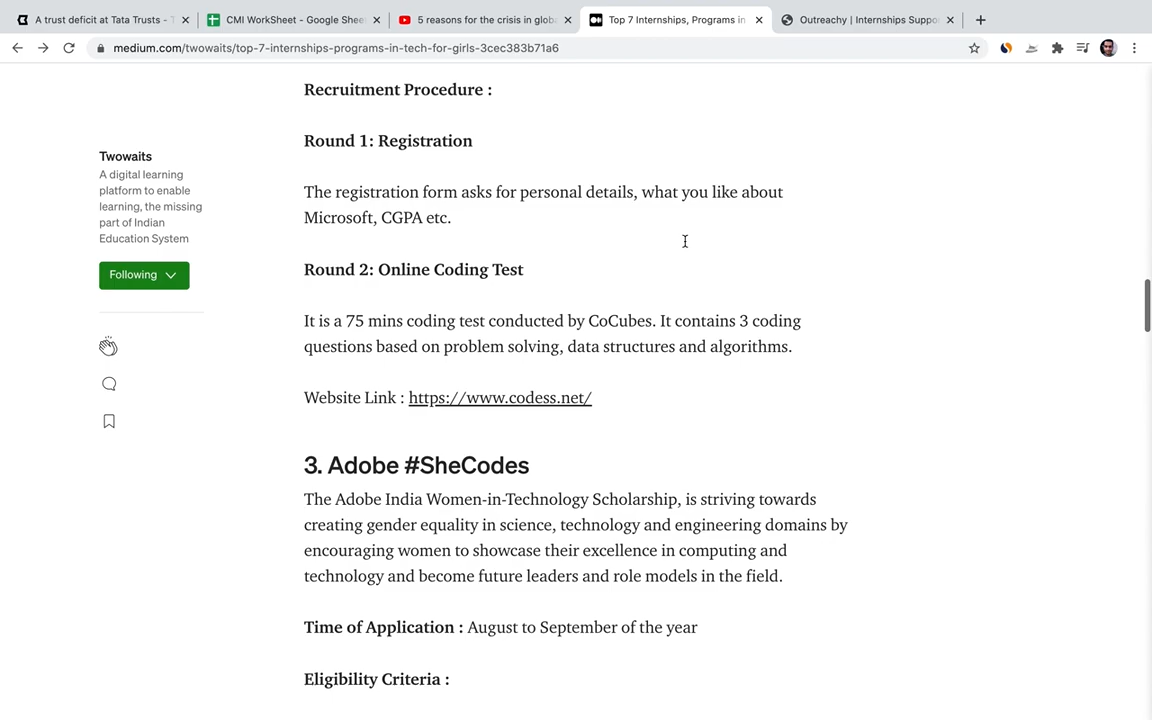 A trust deficit at Tata Trusts - T
CMI WorkSheet - Google Shee
5 reasons for the crisis in globa
Top 7 Internships, Programs in
Outreachy | Internships Suppo
medium.com/twowaits/top-7-internships-programs-in-tech-for-girls-3cec383b71a6
Twowaits
A digital learning
platform to enable
learning, the missing
part of Indian
Education System
Following
Recruitment Procedure :
Round 1: Registration
The registration form asks for personal details, what you like about
Microsoft, CGPA etc.
Round 2: Online Coding Test
It is a 75 mins coding test conducted by CoCubes. It contains 3 coding
questions based on problem solving, data structures and algorithms.
Website Link : https://www.codess.net/
3. Adobe #SheCodes
The Adobe India Women-in-Technology Scholarship, is striving towards
creating gender equality in science, technology and engineering domains by
encouraging women to showcase their excellence in computing and
technology and become future leaders and role models in the field.
Time of Application : August to September of the year
Eligibility Criteria :